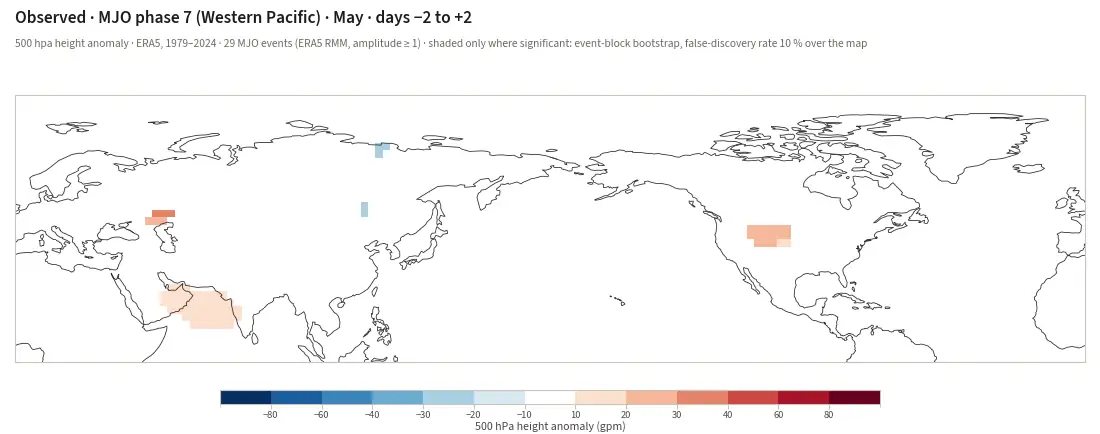 Observed · MJO phase 7 (Western Pacific) · May · days −2 to +2
500 hpa height anomaly · ERA5, 1979–2024 · 29 MJO events (ERA5 RMM, amplitude ≥ 1) · shaded only where significant: event-block bootstrap, false-discovery rate 10 % over the map
−80 −60 −40 −30 −20 −10 10 20 30 40 60 80
500 hPa height anomaly (gpm)